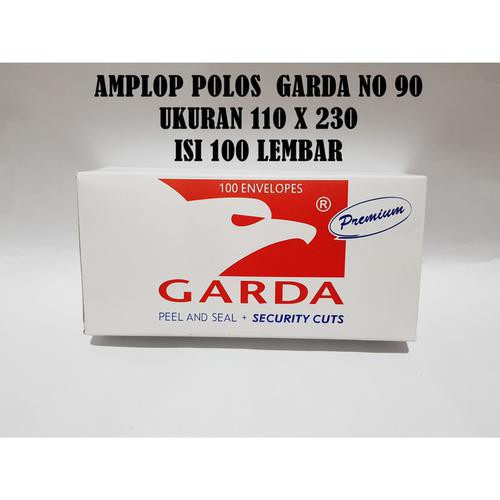 AMPLOP POLOS GARDA NO 90
UKURAN 110 X 230
ISI 100 LEMBAR
100 ENVELOPES
®
Premium
GARDA
PEEL AND SEAL + SECURITY CUTS